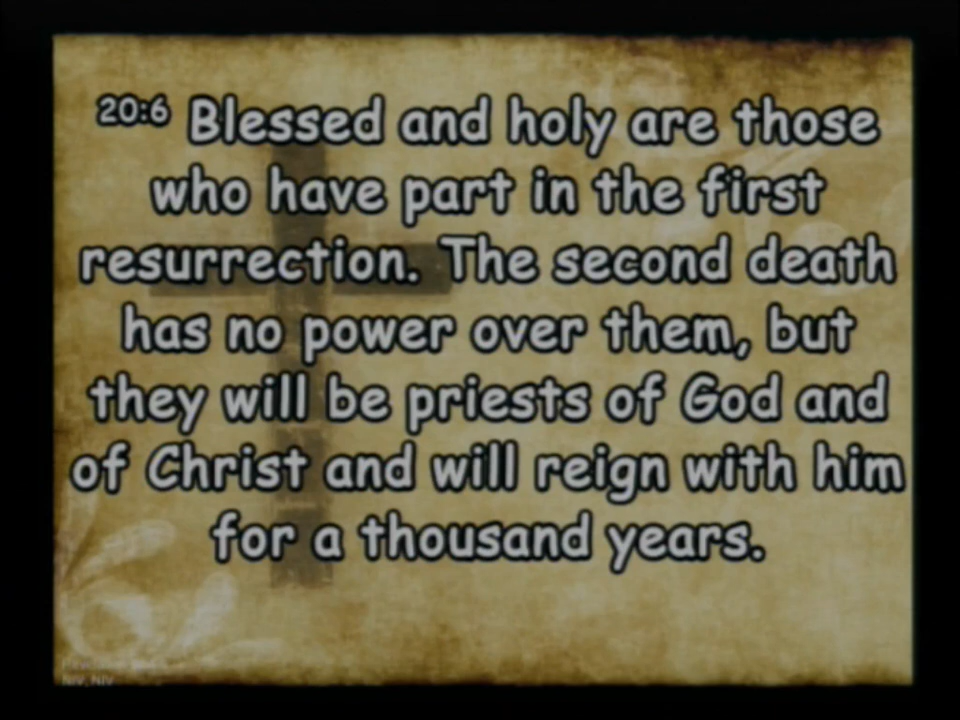 20:6 Blessed and holy are those
who have part in the first
resurrection. The second death
has no power over them, but
they will be priests of God and
of Christ and will reign with him
for a thousand years.
NIV, NIV